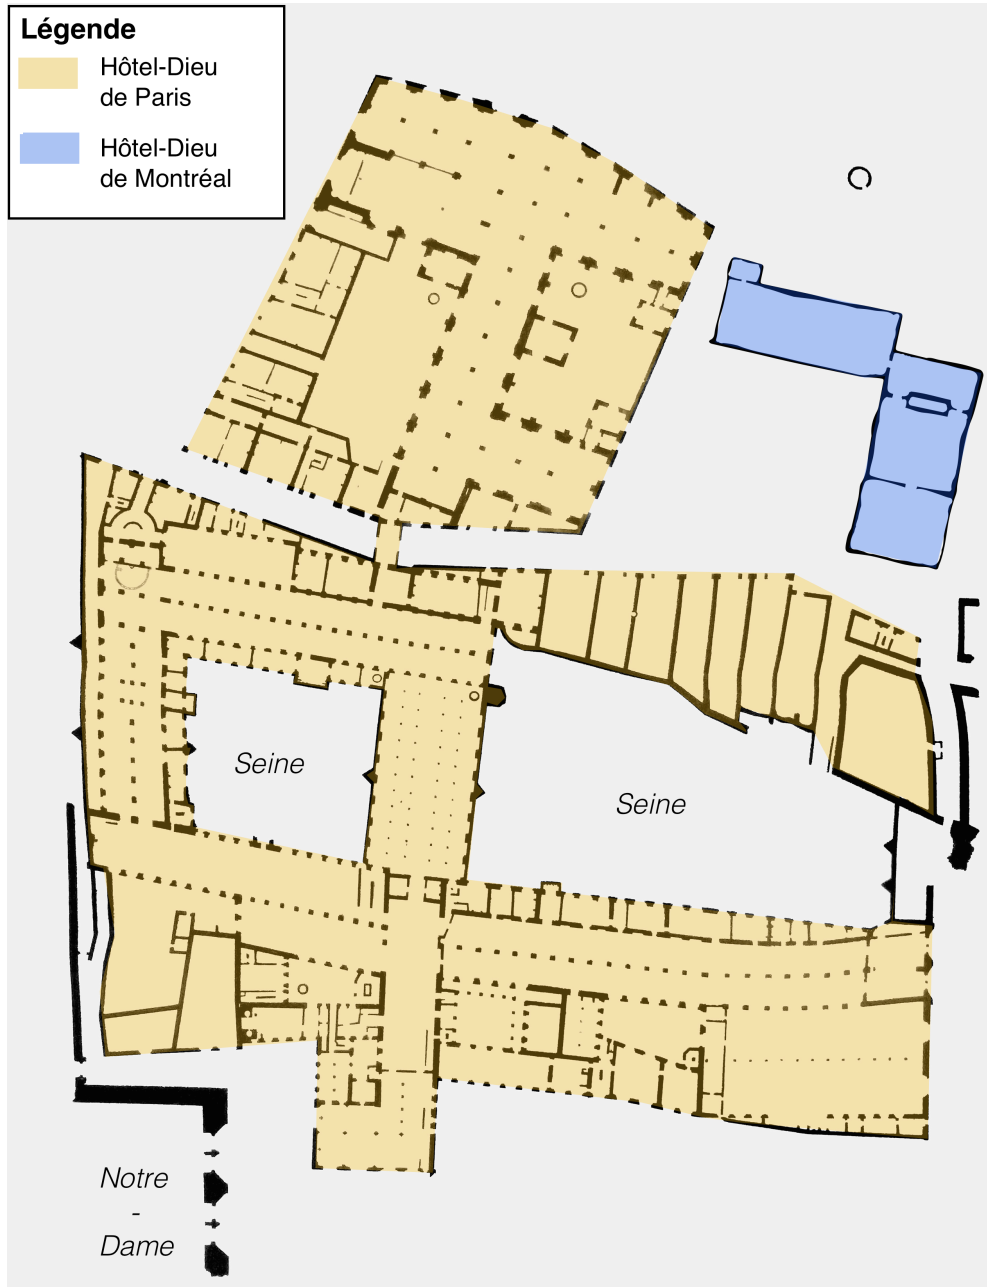 Légende
Hôtel-Dieu
de Paris
Hôtel-Dieu
de Montréal
Seine
Seine
Notre
-
Dame